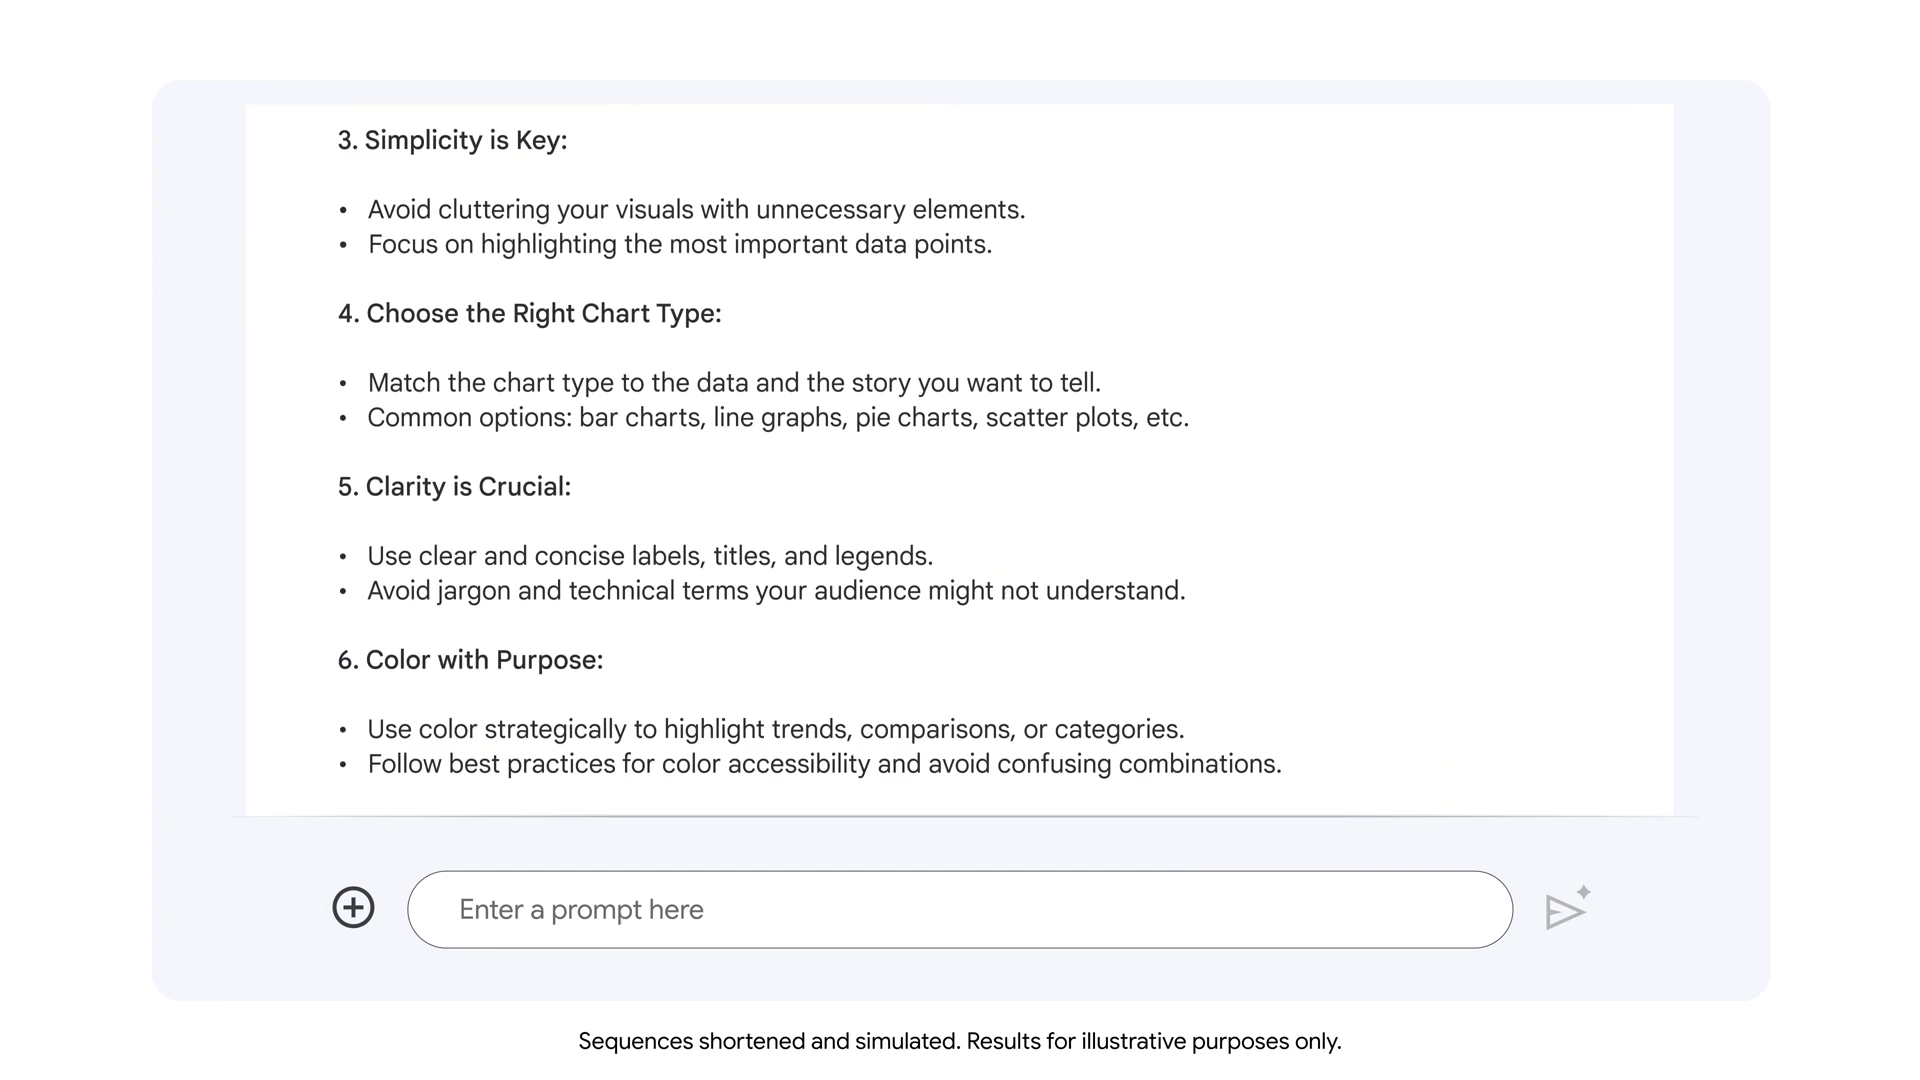 3. Simplicity is Key:
• Avoid cluttering your visuals with unnecessary elements.
• Focus on highlighting the most important data points.
4. Choose the Right Chart Type:
• Match the chart type to the data and the story you want to tell.
• Common options: bar charts, line graphs, pie charts, scatter plots, etc.
5. Clarity is Crucial:
• Use clear and concise labels, titles, and legends.
• Avoid jargon and technical terms your audience might not understand.
6. Color with Purpose:
• Use color strategically to highlight trends, comparisons, or categories.
• Follow best practices for color accessibility and avoid confusing combinations.
Enter a prompt here
Sequences shortened and simulated. Results for illustrative purposes only.